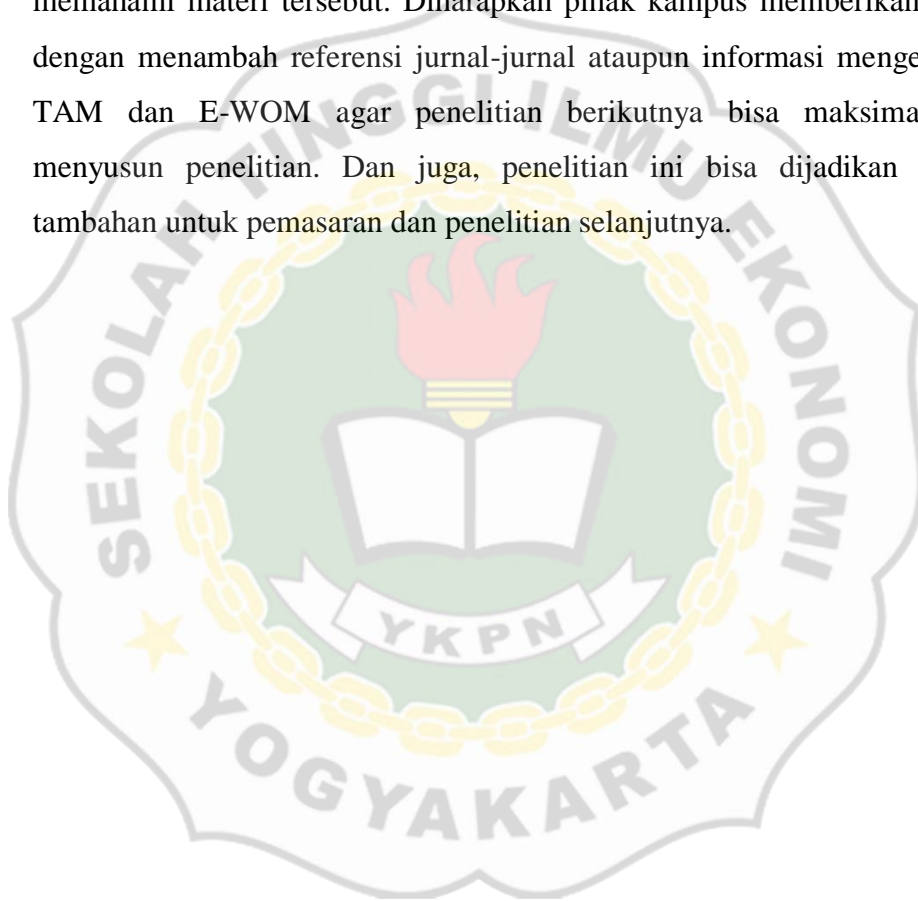 memahami materi tersebut. Diharapkan pihak kampus memberikan
dengan menambah referensi jurnal-jurnal ataupun informasi menge
TAM dan E-WOM agar penelitian berikutnya bisa maksima
menyusun penelitian. Dan juga, penelitian ini bisa dijadikan
tambahan untuk pemasaran dan penelitian selanjutnya.
SEKOLAH TINGGI ILMU EKONOMI
YKPN
YOGYAKARTA